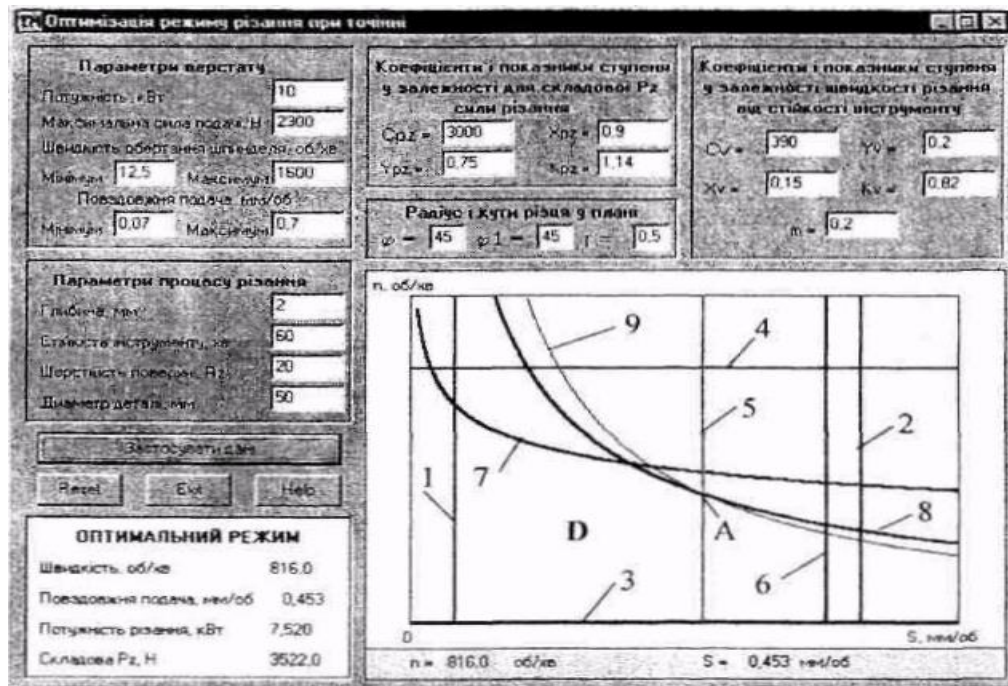 Оптимізація режиму різання при точінні
Параметри верстату
Потужність, кВт 10
Максимальна сила подачі, Н 2300
Швидкість обертання шпинделя, об/хв
Мінімум 12,5 Максимум 1600
Повздовжня подача, мм/об
Мінімум 0,07 Максимум 0,7
Коефіцієнти і показники ступеня
у залежності для складової Pz
сили різання
Cpz = 3000 Xpz = 0.9
Ypz = 0,75 Kpz = 1,14
Радіус і кути різця у плані
φ = 45 φ1 = 45 r = 0,5
Коефіцієнти і показники ступеня
у залежності швидкості різання
від стійкості інструменту
Cv = 390 Yv = 0.2
Xv = 0,15 Kv = 0,82
m = 0.2
Параметри процасу різання
Глибина, мм 2
Стійкість інструменту, хв 60
Шорсткість поверхні, Rz 20
Диаметр деталі, мм 50
Застосувати дані
Reset Exit Help
ОПТИМАЛЬНИЙ РЕЖИМ
Швидкість, об/хв 816.0
Повздовжня подача, мм/об 0,453
Потужність різання, кВт 7,520
Складова Pz, Н 3522,0
n, об/хв
9
4
5
2
1
7
D
A
8
6
3
0 S, мм/об
n = 816.0 об/хв S = 0,453 мм/об